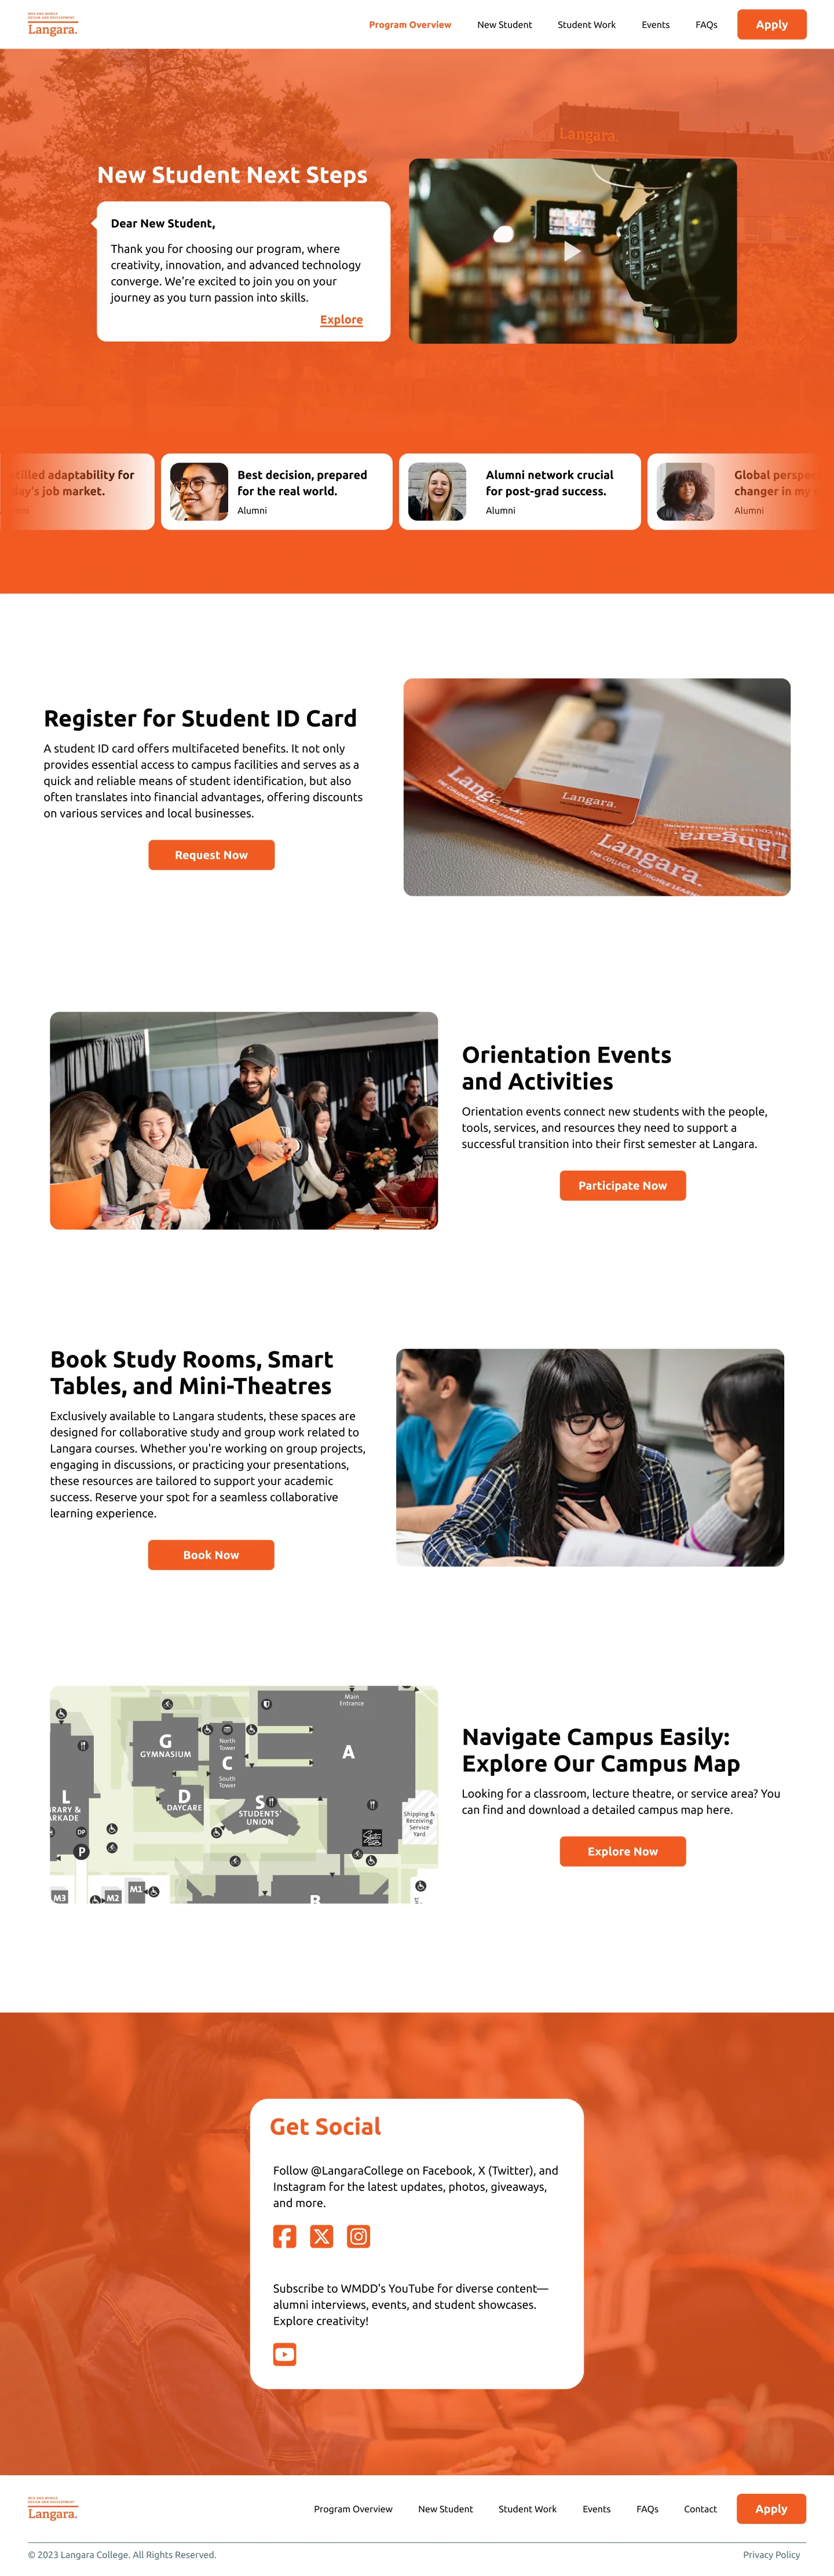 WEB AND MOBILE
DESIGN AND DEVELOPMENT
Langara.
Program Overview
New Student
Student Work
Events
FAQs
Apply
Langara.
New Student Next Steps
Dear New Student,
Thank you for choosing our program, where
creativity, innovation, and advanced technology
converge. We're excited to join you on your
journey as you turn passion into skills.
Explore
adaptability for
job market.
Best decision, prepared
for the real world.
Alumni
Alumni network crucial
for post-grad success.
Alumni
Global
changer in my
Alumni
Register for Student ID Card
A student ID card offers multifaceted benefits. It not only
provides essential access to campus facilities and serves as a
quick and reliable means of student identification, but also
often translates into financial advantages, offering discounts
on various services and local businesses.
Request Now
Langara.
Langara.
THE COLLEGE OF HIGHER LEARNING.
Langara
Orientation Events
and Activities
Orientation events connect new students with the people,
tools, services, and resources they need to support a
successful transition into their first semester at Langara.
Participate Now
Book Study Rooms, Smart
Tables, and Mini-Theatres
Exclusively available to Langara students, these spaces are
designed for collaborative study and group work related to
Langara courses. Whether you're working on group projects,
engaging in discussions, or practicing your presentations,
these resources are tailored to support your academic
success. Reserve your spot for a seamless collaborative
learning experience.
Book Now
Main
Entrance
G
GYMNASIUM
North
Tower
C
South
Tower
A
L
D
DAYCARE
S
STUDENTS'
UNION
Shipping &
Receiving
Service
Yard
DP
P
M3
M2
M1
B
Navigate Campus Easily:
Explore Our Campus Map
Looking for a classroom, lecture theatre, or service area? You
can find and download a detailed campus map here.
Explore Now
Get Social
Follow @LangaraCollege on Facebook, X (Twitter), and
Instagram for the latest updates, photos, giveaways,
and more.
Subscribe to WMDD's YouTube for diverse content—
alumni interviews, events, and student showcases.
Explore creativity!
WEB AND MOBILE
DESIGN AND DEVELOPMENT
Langara.
Program Overview
New Student
Student Work
Events
FAQs
Contact
Apply
© 2023 Langara College. All Rights Reserved.
Privacy Policy